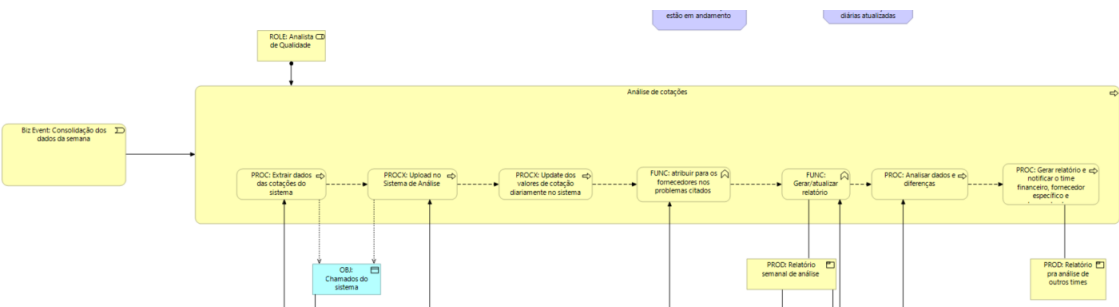 estão em andamento
diárias atualizadas
ROLE: Analista
de Qualidade
Análise de cotações
Biz Event: Consolidação dos
dados da semana
PROC: Extrair dados
das cotações do
sistema
PROCX: Upload no
Sistema de Análise
PROCX: Update dos
valores de cotação
diariamente no sistema
FUNC: atribuir para os
fornecedores nos
problemas citados
FUNC:
Gerar/atualizar
relatório
PROC: Analisar dados e
diferenças
PROC: Gerar relatório e
notificar o time
financeiro, fornecedor
específico e
OBJ:
Chamados do
sistema
PROD: Relatório
semanal de análise
PROD: Relatório
pra análise de
outros times